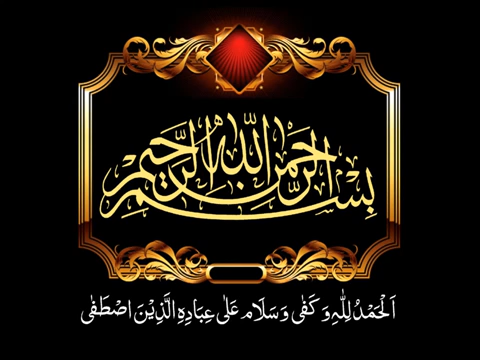 بِسْمِ اللهِ الرَّحْمٰنِ الرَّحِيْمِ
اَلْحَمْدُ لِلّٰهِ وَ كَفٰى وَ سَلَام عَلٰى عِبَادِهِ الَّذِيْنَ اصْطَفٰى